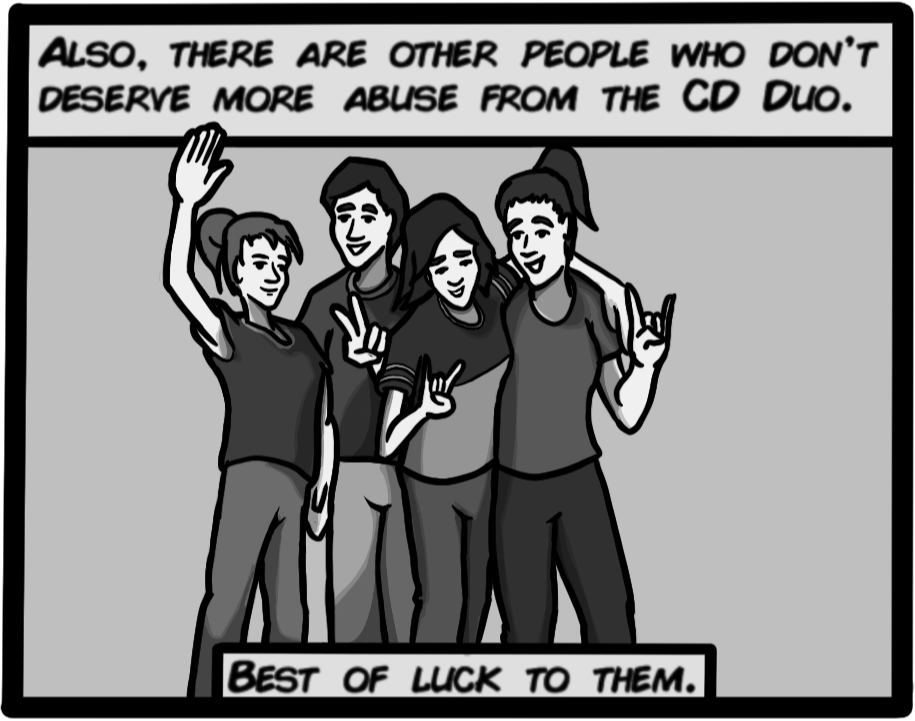 Also, there are other people who don't
deserve more abuse from the CD Duo.
Best of luck to them.